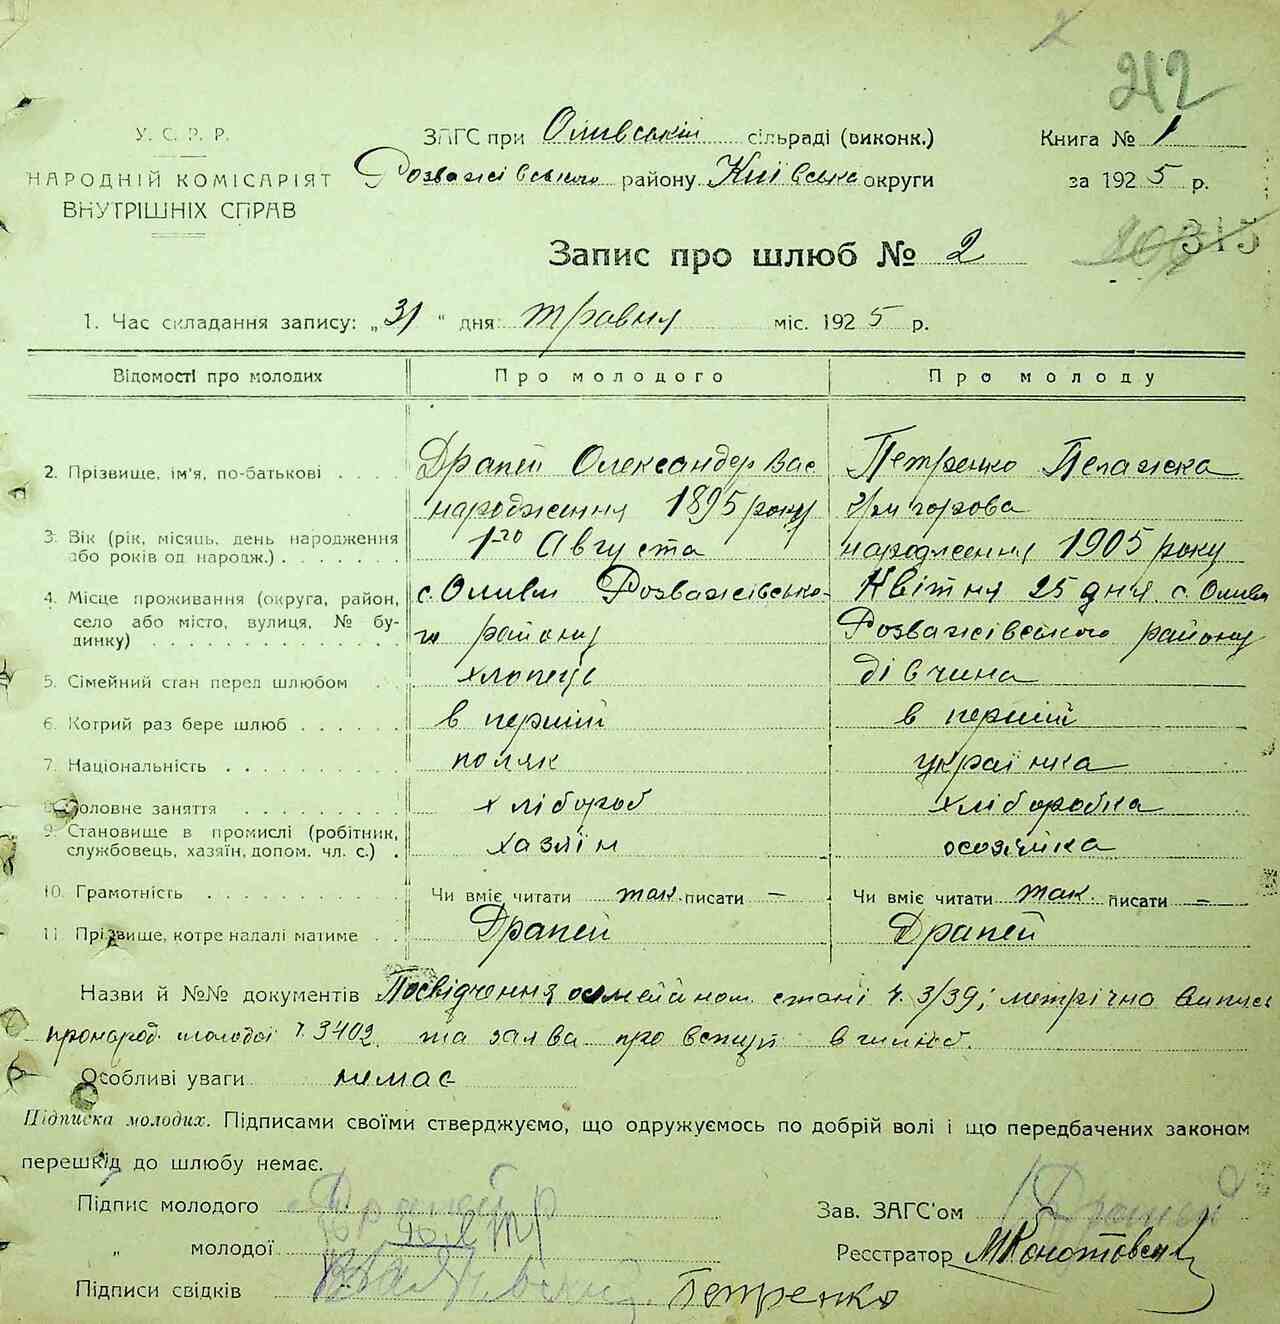 212
У. С. Р. Р.
НАРОДНІЙ КОМІСАРІЯТ
ВНУТРІШНІХ СПРАВ
ЗАГС при Оливській сільраді (виконк.)
Розважівського району Київська округи
Книга № 1
за 1925 р.
315
Запис про шлюб № 2
1. Час складання запису: „31“ дня травня міс. 1925 р.
Відомості про молодих
Про молодого
Про молоду
2. Прізвище, ім'я, по-батькові
Драпей Олександер Вас
Петренко Пелажска
народження 1895 року
Григорова
3. Вік (рік, місяць, день народження або років од народж.)
1го Августа
народження 1905 року
4. Місце проживання (округа, район, село або місто, вулиця, № будинку)
с. Оливи Розважівсько-
го району
Квітня 25 дня с. Олива
Розважівського району
5. Сімейний стан перед шлюбом
хлопець
дівчина
6. Котрий раз бере шлюб
в перший
в перший
7. Національність
поляк
українка
8. Головне заняття
хлібороб
хліборобка
9. Становище в промислі (робітник, службовець, хазяїн, допом. чл. с.)
хазяїн
10. Грамотність
Чи вміє читати так писати —
Чи вміє читати так писати —
11. Прізвище, котре надалі матиме
Драпей
Драпей
Назви й №№ документів Посвідчення о стані ч. 3/39; метрічна випись
про народ. молодої ч. 3402 та заява про вступ в шлюб.
Особливі уваги немає
Підписка молодих. Підписами своїми стверджуємо, що одружуємось по добрій волі і що передбачених законом
перешкід до шлюбу немає.
Підпис молодого Драпей
„ молодої
Підписи свідків Петренко
Зав. ЗАГС'ом Драпей
Реєстратор